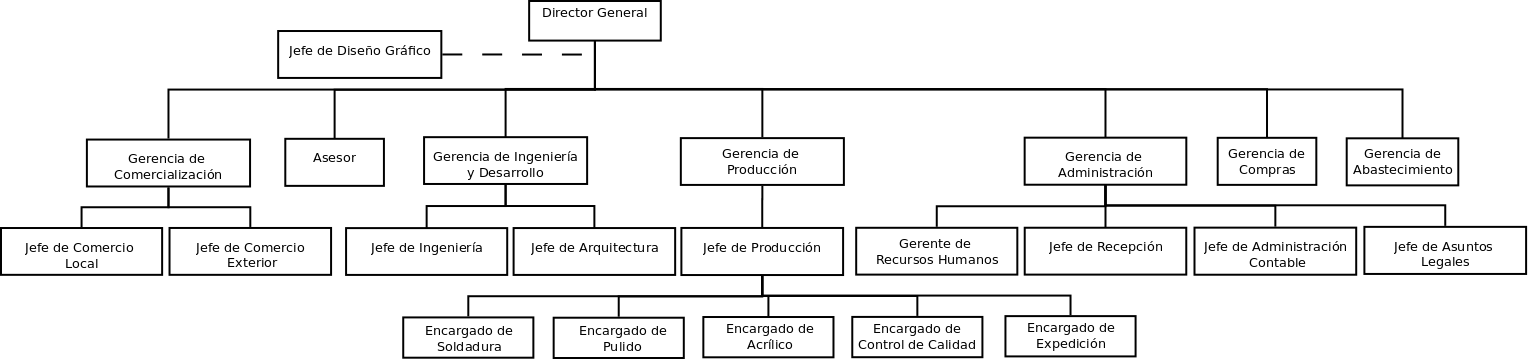 Director General
Jefe de Diseño Gráfico
Gerencia de
Comercialización
Asesor
Gerencia de Ingeniería
y Desarrollo
Gerencia de
Producción
Gerencia de
Administración
Gerencia de
Compras
Gerencia de
Abastecimiento
Jefe de Comercio
Local
Jefe de Comercio
Exterior
Jefe de Ingeniería
Jefe de Arquitectura
Jefe de Producción
Gerente de
Recursos Humanos
Jefe de Recepción
Jefe de Administración
Contable
Jefe de Asuntos
Legales
Encargado de
Soldadura
Encargado de
Pulido
Encargado de
Acrílico
Encargado de
Control de Calidad
Encargado de
Expedición